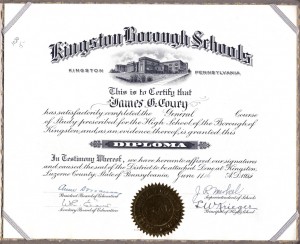 Kingston Borough Schools
KINGSTON PENNSYLVANIA
This is to Certify that
James G. Goury
has satisfactorily completed the General Course
of Study prescribed for the High School of the Borough of
Kingston, and as an evidence thereof, is granted this
DIPLOMA
In Testimony Whereof, we have hereunto affixed our signatures
and caused the seal of the District to be attached. Done at Kingston,
Luzerne County, State of Pennsylvania June 11th A.D.
President Board of Education
Secretary Board of Education
Superintendent of Schools
Principal of High School